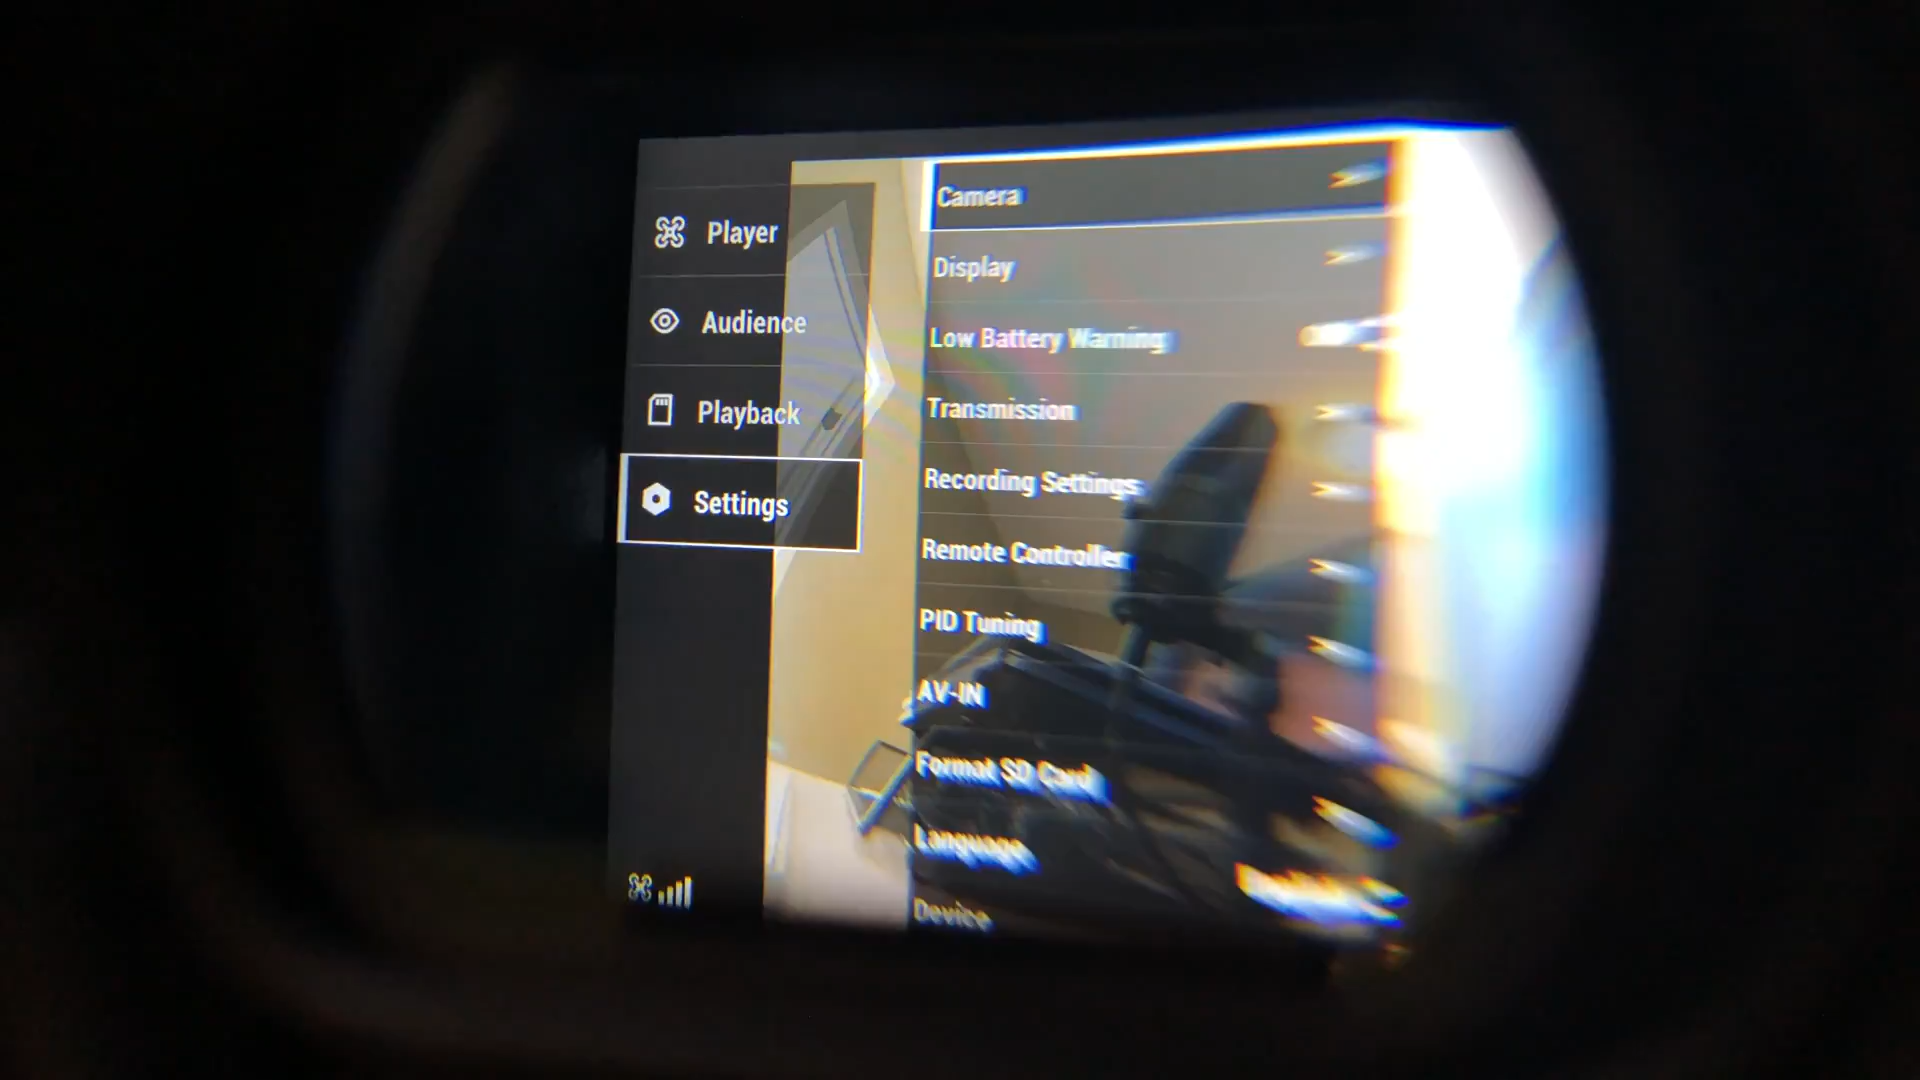 Player
Audience
Playback
Settings
Camera
Display
Low Battery Warning
Transmission
Recording Settings
Remote Controller
PID Tuning
AV-IN
Format SD Card
Language
Device